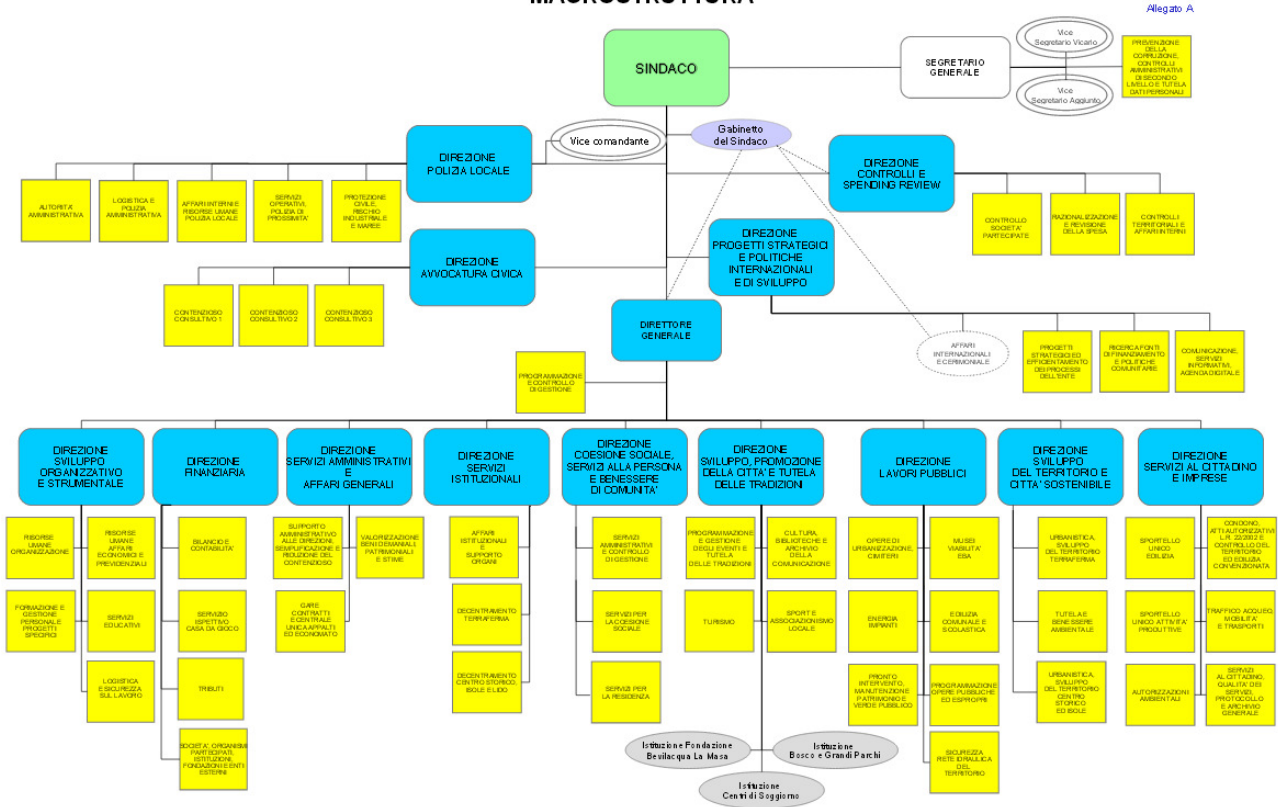 MACROSTRUTTURA
Allegato A
SINDACO
SEGRETARIO
GENERALE
Vice
Segretario Vicario
Vice
Segretario Aggiunto
PREVENZIONE
DELLA
CORRUZIONE,
CONTROLLI
AMMINISTRATIVI
DI SECONDO
LIVELLO E TUTELA
DATI PERSONALI
Gabinetto
del Sindaco
Vice comandante
DIREZIONE
POLIZIA LOCALE
DIREZIONE
CONTROLLI E
SPENDING REVIEW
AUTORITA'
AMMINISTRATIVA
LOGISTICA E
POLIZIA
AMMINISTRATIVA
AFFARI INTERNI E
RISORSE UMANE
POLIZIA LOCALE
SERVIZI
OPERATIVI,
POLIZIA DI
PROSSIMITA'
PROTEZIONE
CIVILE,
RISCHIO
INDUSTRIALE
E MAREE
CONTROLLO
SOCIETA'
PARTECIPATE
RAZIONALIZZAZIONE
E REVISIONE
DELLA SPESA
CONTROLLI
TERRITORIALI E
AFFARI INTERNI
DIREZIONE
AVVOCATURA CIVICA
DIREZIONE
PROGETTI STRATEGICI
E POLITICHE
INTERNAZIONALI
E DI SVILUPPO
CONTENZIOSO
CONSULTIVO 1
CONTENZIOSO
CONSULTIVO 2
CONTENZIOSO
CONSULTIVO 3
DIRETTORE
GENERALE
AFFARI
INTERNAZIONALI
E CERIMONIALE
PROGETTI
STRATEGICI ED
EFFICIENTAMENTO
DEI PROCESSI
DELL'ENTE
RICERCA FONTI
DI FINANZIAMENTO
E POLITICHE
COMUNITARIE
COMUNICAZIONE,
SERVIZI
INFORMATIVI,
AGENDA DIGITALE
PROGRAMMAZIONE
E CONTROLLO
DI GESTIONE
DIREZIONE
SVILUPPO
ORGANIZZATIVO
E STRUMENTALE
DIREZIONE
FINANZIARIA
DIREZIONE
SERVIZI AMMINISTRATIVI
E
AFFARI GENERALI
DIREZIONE
SERVIZI
ISTITUZIONALI
DIREZIONE
COESIONE SOCIALE,
SERVIZI ALLA PERSONA
E BENESSERE
DI COMUNITA'
DIREZIONE
SVILUPPO, PROMOZIONE
DELLA CITTA' E TUTELA
DELLE TRADIZIONI
DIREZIONE
LAVORI PUBBLICI
DIREZIONE
SVILUPPO
DEL TERRITORIO E
CITTA' SOSTENIBILE
DIREZIONE
SERVIZI AL CITTADINO
E IMPRESE
RISORSE
UMANE
ORGANIZZAZIONE
RISORSE
UMANE
AFFARI
ECONOMICI E
PREVIDENZIALI
FORMAZIONE E
GESTIONE
PERSONALE
PROGETTI
SPECIFICI
SERVIZI
EDUCATIVI
LOGISTICA
E SICUREZZA
SUL LAVORO
BILANCIO E
CONTABILITA'
SERVIZIO
ISPETTIVO
CASA DA GIOCO
TRIBUTI
SOCIETA', ORGANISMI
PARTECIPATI,
ISTITUZIONI,
FONDAZIONI E ENTI
ESTERNI
SUPPORTO
AMMINISTRATIVO
ALLE DIREZIONI,
SEMPLIFICAZIONE E
RIDUZIONE DEL
CONTENZIOSO
VALORIZZAZIONE
BENI DEMANIALI,
PATRIMONIALI
E STIME
GARE
CONTRATTI
E CENTRALE
UNICA APPALTI
ED ECONOMATO
AFFARI
ISTITUZIONALI
E
SUPPORTO
ORGANI
DECENTRAMENTO
TERRAFERMA
DECENTRAMENTO
CENTRO STORICO,
ISOLE E LIDO
SERVIZI
AMMINISTRATIVI
E CONTROLLO
DI GESTIONE
SERVIZI PER
LA COESIONE
SOCIALE
SERVIZI PER
LA RESIDENZA
PROGRAMMAZIONE
E GESTIONE
DEGLI EVENTI E
TUTELA
DELLE TRADIZIONI
CULTURA,
BIBLIOTECHE E
ARCHIVIO
DELLA
COMUNICAZIONE
TURISMO
SPORT E
ASSOCIAZIONISMO
LOCALE
Istituzione Fondazione
Bevilacqua La Masa
Istituzione
Bosco e Grandi Parchi
Istituzione
Centri di Soggiorno
OPERE DI
URBANIZZAZIONE,
CIMITERI
MUSEI
VIABILITA'
EBA
ENERGIA
IMPIANTI
EDILIZIA
COMUNALE E
SCOLASTICA
PRONTO
INTERVENTO,
MANUTENZIONE
PATRIMONIO E
VERDE PUBBLICO
PROGRAMMAZIONE
OPERE PUBBLICHE
ED ESPROPRI
SICUREZZA
RETE IDRAULICA
DEL
TERRITORIO
URBANISTICA,
SVILUPPO
DEL TERRITORIO
TERRAFERMA
TUTELA E
BENESSERE
AMBIENTALE
URBANISTICA,
SVILUPPO
DEL TERRITORIO
CENTRO
STORICO
ED ISOLE
SPORTELLO
UNICO
EDILIZIA
CONDONO,
ATTI AUTORIZZATIVI
L.R. 22/2002 E
CONTROLLO DEL
TERRITORIO
ED EDILIZIA
CONVENZIONATA
SPORTELLO
UNICO ATTIVITA'
PRODUTTIVE
TRAFFICO ACQUEO,
MOBILITA'
E TRASPORTI
AUTORIZZAZIONI
AMBIENTALI
SERVIZI
AL CITTADINO,
QUALITA' DEI
SERVIZI,
PROTOCOLLO
E ARCHIVIO
GENERALE